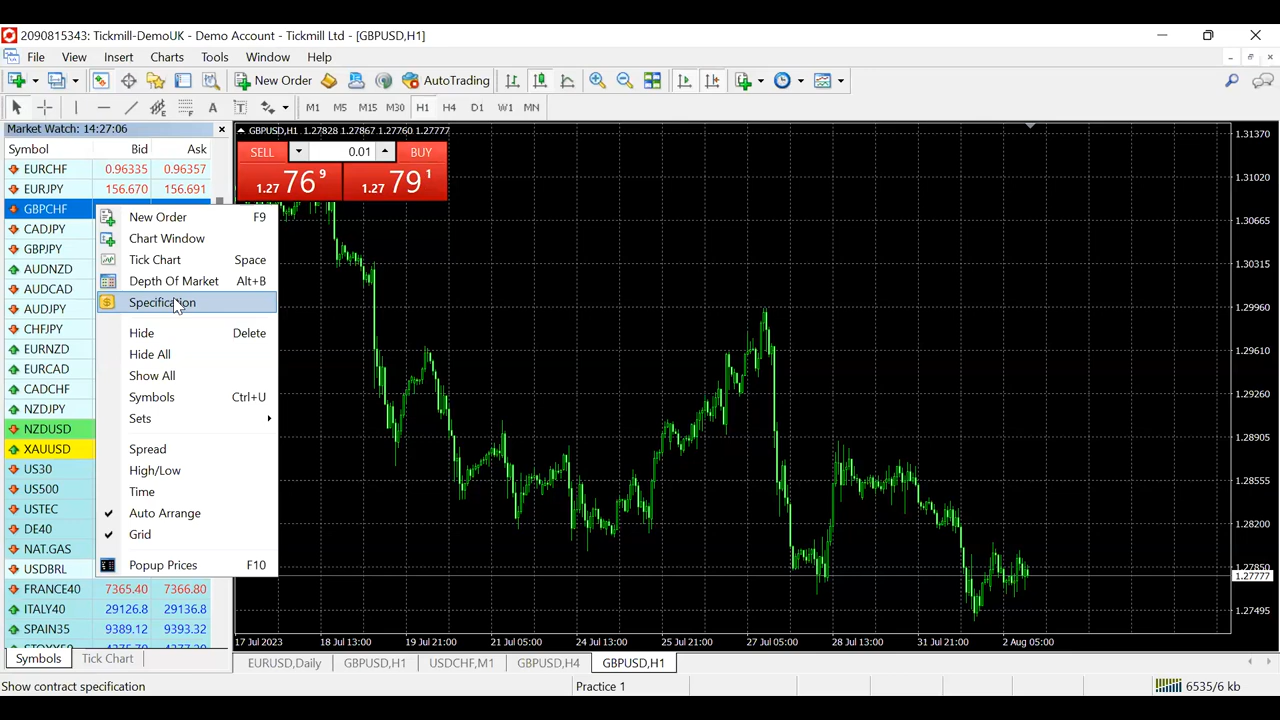 2090815343: Tickmill-DemoUK - Demo Account - Tickmill Ltd - [GBPUSD,H1]
File View Insert Charts Tools Window Help
New Order AutoTrading
A T M1 M5 M15 M30 H1 H4 D1 W1 MN
Market Watch: 14:27:06
Symbol Bid Ask
EURCHF 0.96335 0.96357
EURJPY 156.670 156.691
GBPCHF
CADJPY
GBPJPY
AUDNZD
AUDCAD
AUDJPY
CHFJPY
EURNZD
EURCAD
CADCHF
NZDJPY
NZDUSD
XAUUSD
US30
US500
USTEC
DE40
NAT.GAS
USDBRL
FRANCE40 7365.40 7366.80
ITALY40 29126.8 29136.8
SPAIN35 9389.12 9393.32
Symbols Tick Chart
New Order F9
Chart Window
Tick Chart Space
Depth Of Market Alt+B
Specification
Hide Delete
Hide All
Show All
Symbols Ctrl+U
Sets
Spread
High/Low
Time
Auto Arrange
Grid
Popup Prices F10
GBPUSD,H1 1.27828 1.27867 1.27760 1.27777
SELL 0.01 BUY
1.27 76 9 1.27 79 1
1.31370
1.31020
1.30665
1.30315
1.29960
1.29610
1.29260
1.28905
1.28555
1.28200
1.27850
1.27777
1.27495
17 Jul 2023 18 Jul 13:00 19 Jul 21:00 21 Jul 05:00 24 Jul 13:00 25 Jul 21:00 27 Jul 05:00 28 Jul 13:00 31 Jul 21:00 2 Aug 05:00
EURUSD,Daily GBPUSD,H1 USDCHF,M1 GBPUSD,H4 GBPUSD,H1
Show contract specification Practice 1 6535/6 kb